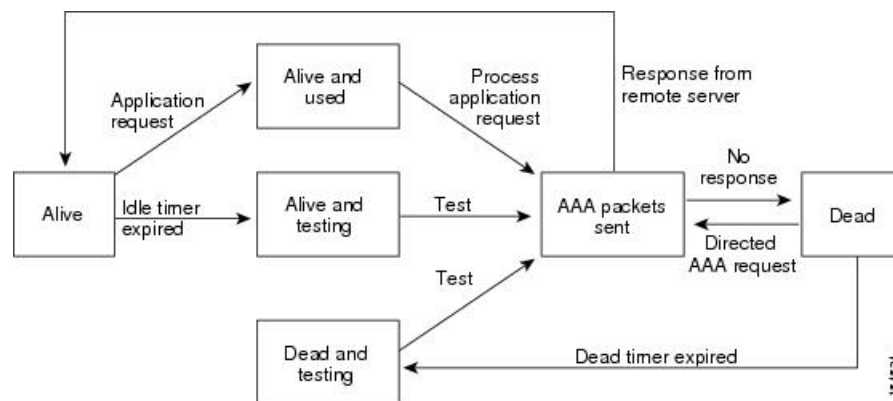 Alive and
used
Application
request
Process
application
request
Response from
remote server
Alive
Idle timer
expired
Alive and
testing
Test
AAA packets
sent
No
response
Dead
Directed
AAA request
Test
Dead and
testing
Dead timer expired